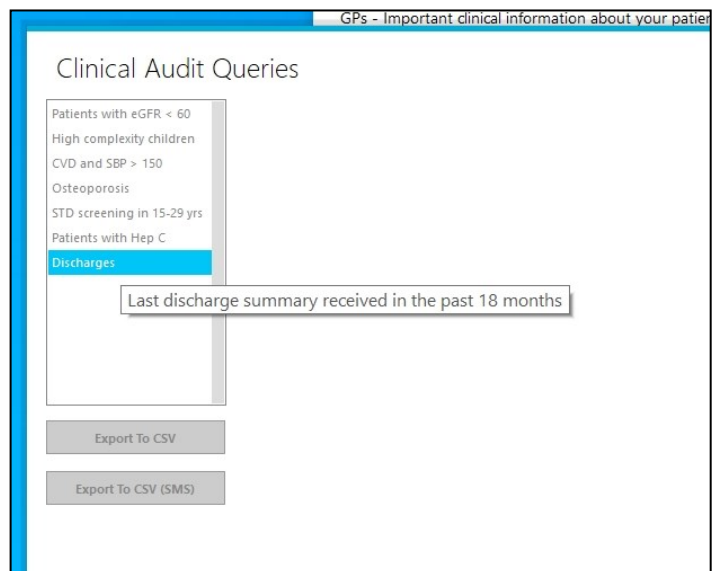 GPs - Important clinical information about your
Clinical Audit Queries
Patients with eGFR < 60
High complexity children
CVD and SBP > 150
Osteoporosis
STD screening in 15-29 yrs
Patients with Hep C
Discharges
Last discharge summary received in the past 18 months
Export To CSV
Export To CSV (SMS)